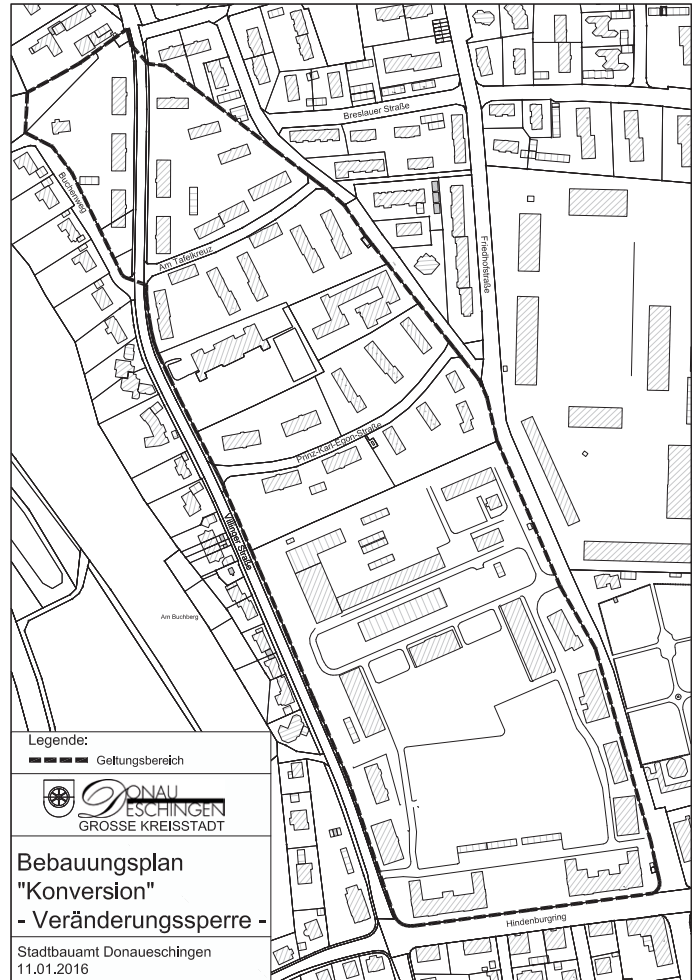 Breslauer Straße
Buchenweg
Am Tafelkreuz
Friedhofstraße
Prinz-Karl-Egon-Straße
Villinger Straße
Am Buchberg
Hindenburgring
Legende:
Geltungsbereich
DONAU
ESCHINGEN
GROSSE KREISSTADT
Bebauungsplan
"Konversion"
- Veränderungssperre -
Stadtbauamt Donaueschingen
11.01.2016